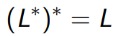 (L*)* = L